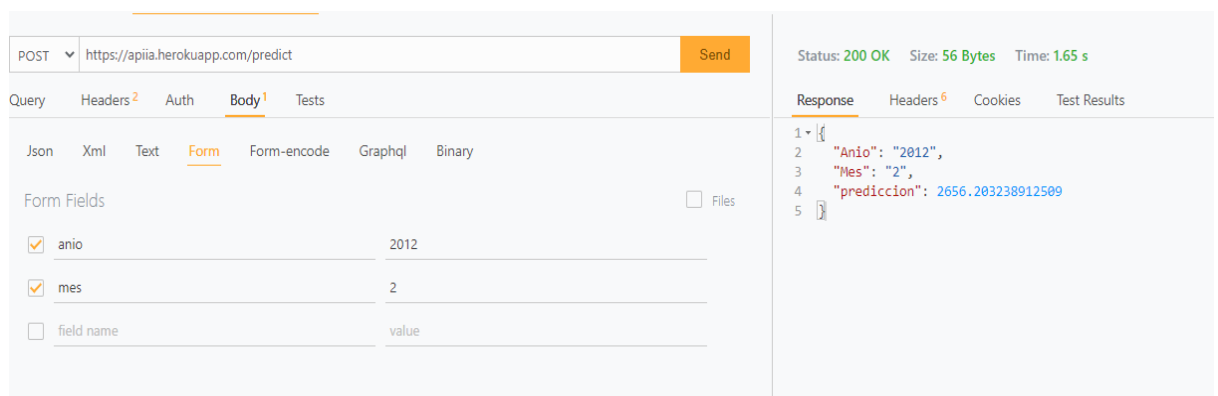 POST https://apiia.herokuapp.com/predict Send
Query Headers 2 Auth Body 1 Tests
Json Xml Text Form Form-encode Graphql Binary
Form Fields Files
anio 2012
mes 2
field name value
Status: 200 OK Size: 56 Bytes Time: 1.65 s
Response Headers 6 Cookies Test Results
1 {
2 "Anio": "2012",
3 "Mes": "2",
4 "prediccion": 2656.203238912509
5 }